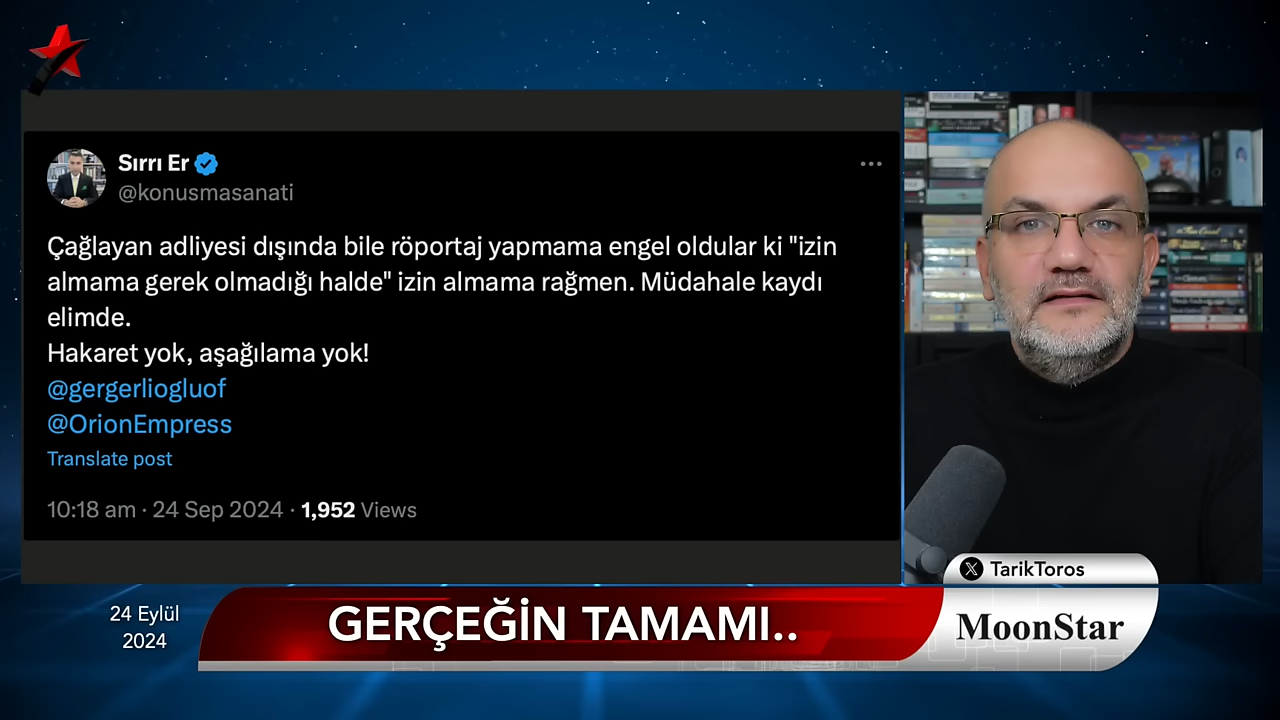 Sırrı Er
@konusmasanati
Çağlayan adliyesi dışında bile röportaj yapmama engel oldular ki "izin
almama gerek olmadığı halde" izin almama rağmen. Müdahale kaydı
elimde.
Hakaret yok, aşağılama yok!
@gergerliogluof
@OrionEmpress
Translate post
10:18 am · 24 Sep 2024 · 1,952 Views
X TarikToros
24 Eylül
2024
GERÇEĞİN TAMAMI..
MoonStar